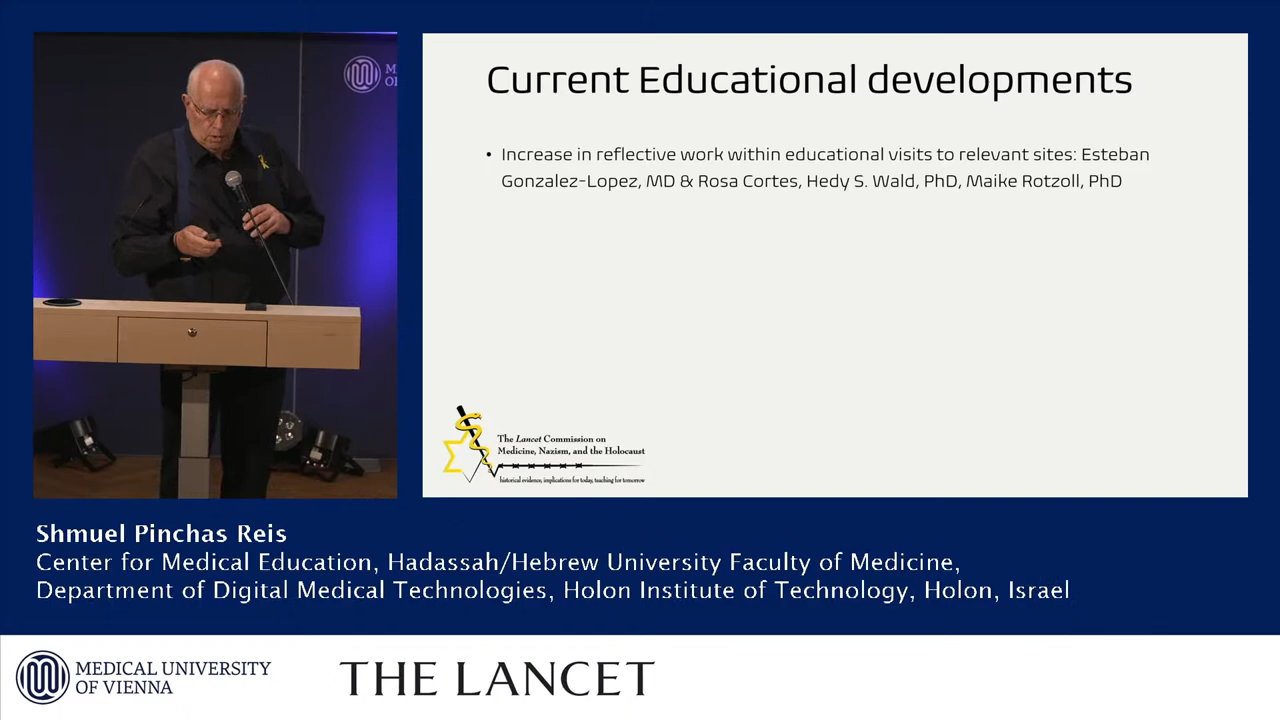 Current Educational developments
• Increase in reflective work within educational visits to relevant sites: Esteban
Gonzalez-Lopez, MD & Rosa Cortes, Hedy S. Wald, PhD, Maike Rotzoll, PhD
The Lancet Commission on
Medicine, Nazism, and the Holocaust
historical evidence, implications for today, teaching for tomorrow
Shmuel Pinchas Reis
Center for Medical Education, Hadassah/Hebrew University Faculty of Medicine,
Department of Digital Medical Technologies, Holon Institute of Technology, Holon, Israel
MEDICAL UNIVERSITY
OF VIENNA
THE LANCET